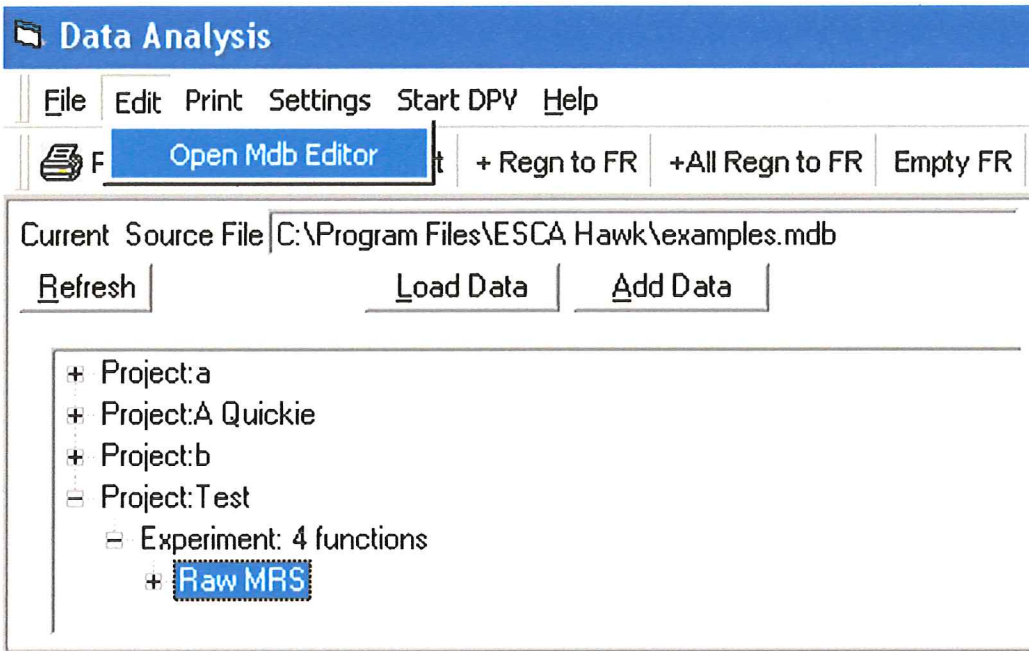 Data Analysis
File Edit Print Settings Start DPV Help
Open Mdb Editor
+ Regn to FR +All Regn to FR Empty FR
Current Source File C:\Program Files\ESCA Hawk\examples.mdb
Refresh Load Data Add Data
Project:a
Project:A Quickie
Project:b
Project:Test
Experiment: 4 functions
Raw MRS